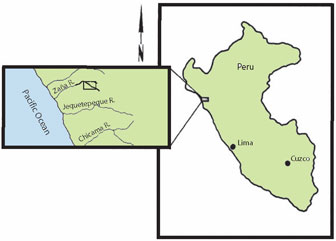 N
Peru
Zaña R.
Pacific Ocean
Jequetepeque R.
Chicama R.
Lima
Cuzco